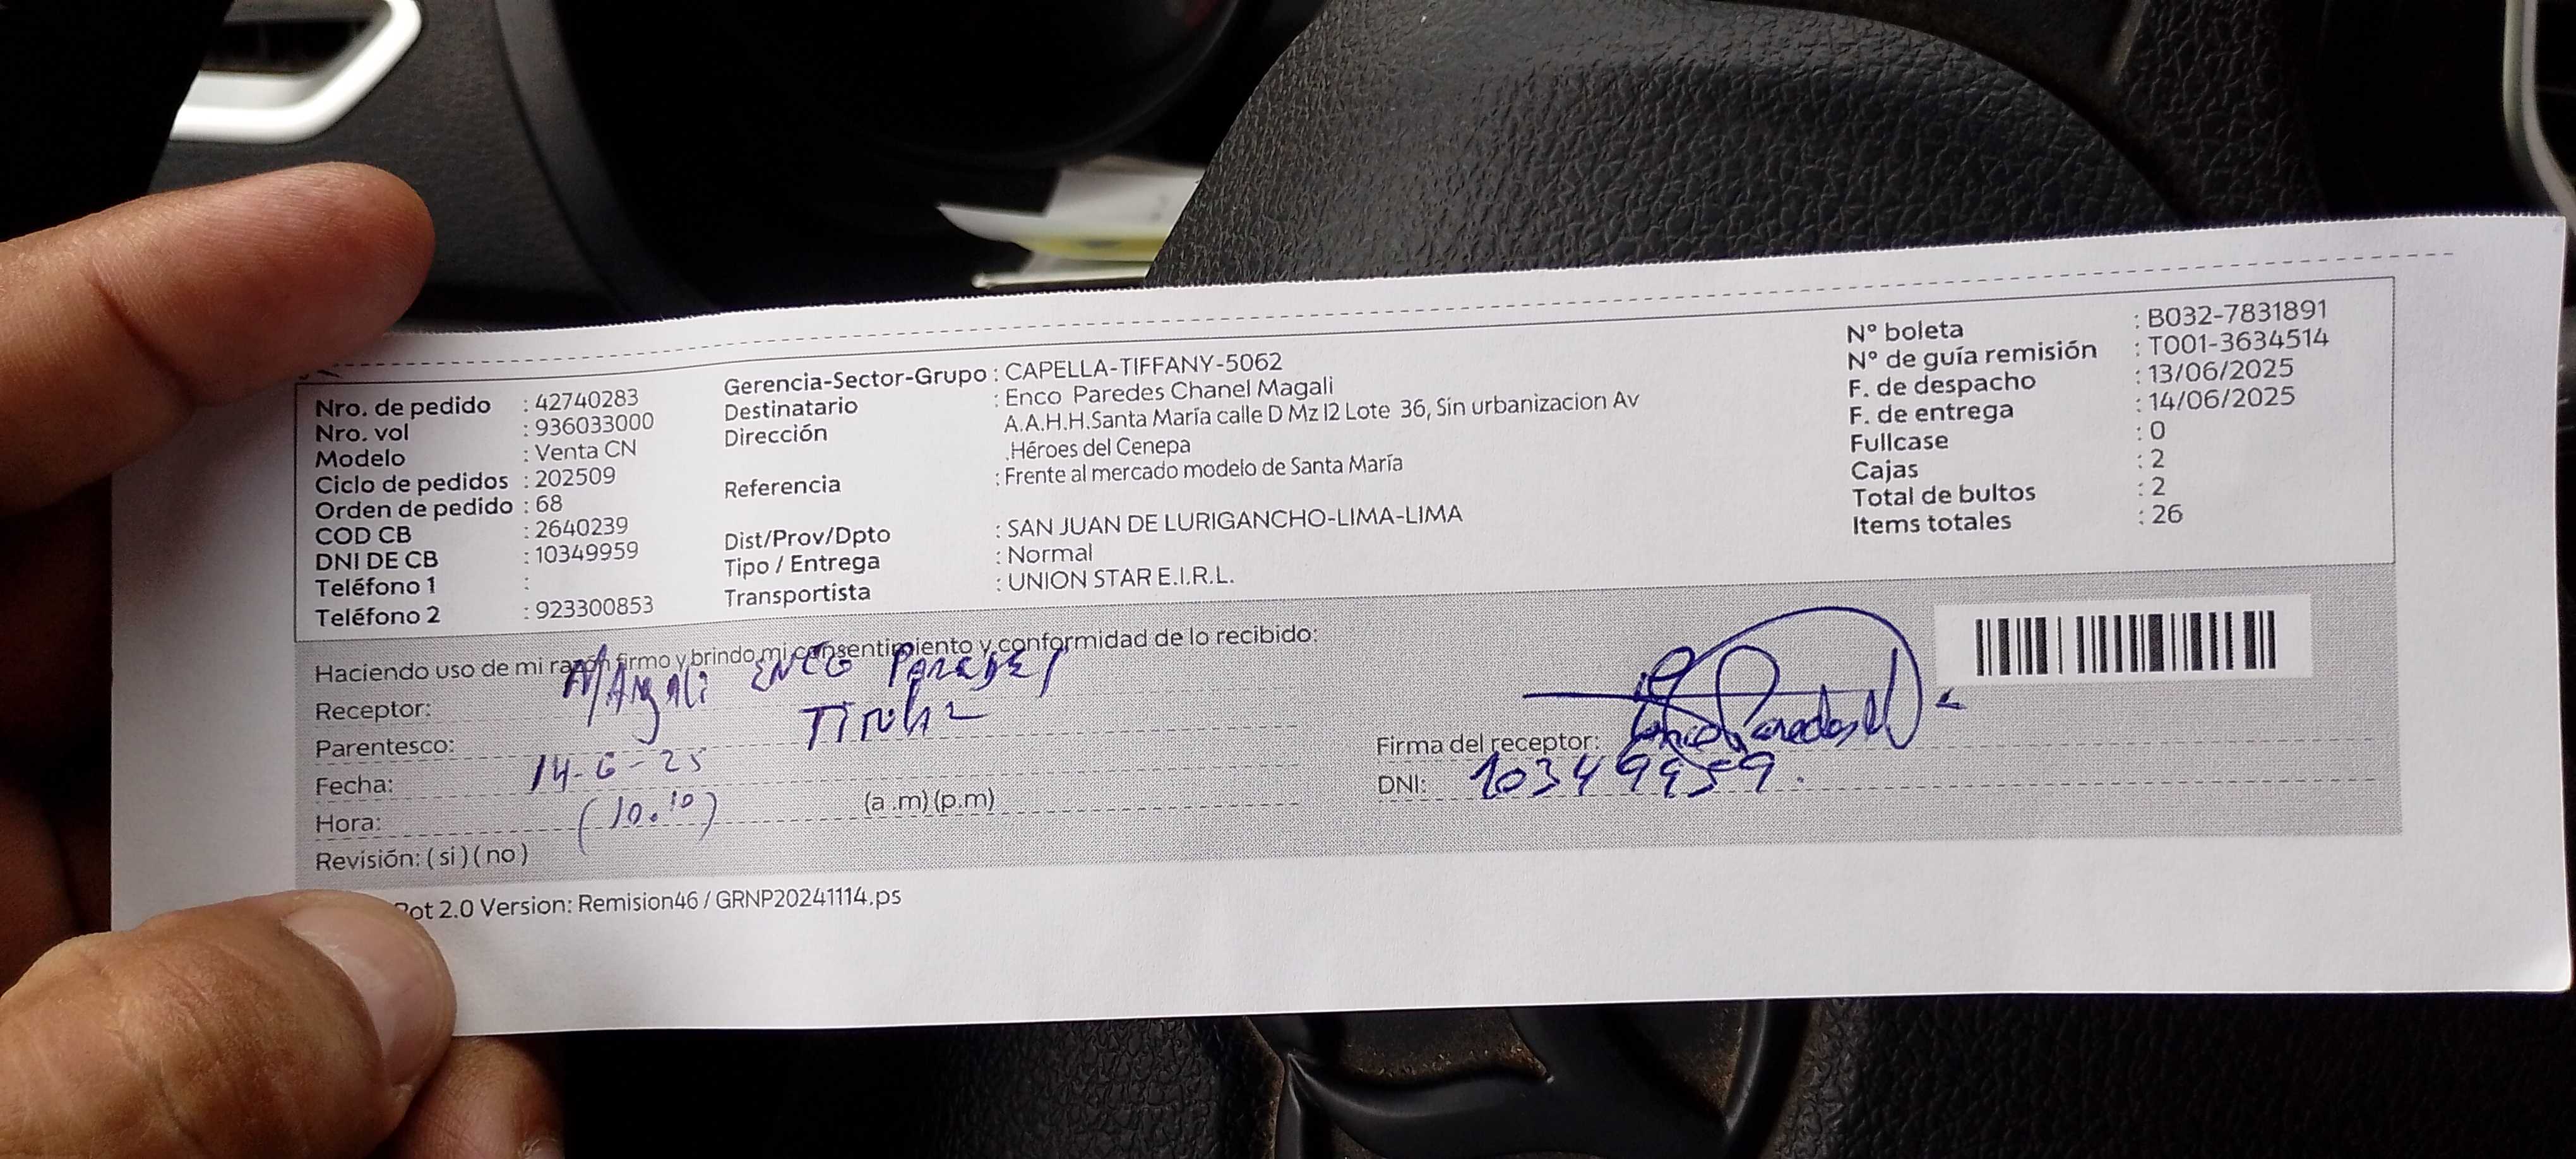 Nro. de pedido : 42740283
Nro. vol : 936033000
Modelo : Venta CN
Ciclo de pedidos : 202509
Orden de pedido : 68
COD CB : 2640239
DNI DE CB : 10349959
Teléfono 1 :
Teléfono 2 : 923300853
Gerencia-Sector-Grupo : CAPELLA-TIFFANY-5062
Destinatario : Enco Paredes Chanel Magali
Dirección A.A.H.H.Santa María calle D Mz I2 Lote 36, Sin urbanizacion Av
.Héroes del Cenepa
Referencia : Frente al mercado modelo de Santa María
Dist/Prov/Dpto : SAN JUAN DE LURIGANCHO-LIMA-LIMA
Tipo / Entrega : Normal
Transportista : UNION STAR E.I.R.L.
Nº boleta : B032-7831891
Nº de guía remisión : T001-3634514
F. de despacho : 13/06/2025
F. de entrega : 14/06/2025
Fullcase : 0
Cajas : 2
Total de bultos : 2
Items totales : 26
Haciendo uso de mi razón firmo y brindo mi consentimiento y conformidad de lo recibido:
Receptor: Magali Enco Paredes
Parentesco: Titular
Fecha: 14-6-25
Hora: (10.10) (a .m) (p.m)
Revisión: ( si ) ( no )
Firma del receptor: Enco Paredes
DNI: 10349959.
Pot 2.0 Version: Remision46 / GRNP20241114.ps